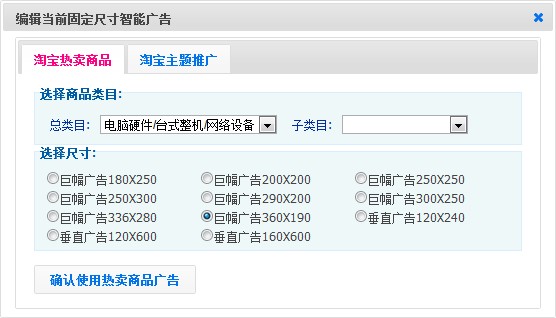 编辑当前固定尺寸智能广告
淘宝热卖商品 淘宝主题推广
选择商品类目:
总类目: 电脑硬件/台式整机/网络设备 子类目:
选择尺寸:
巨幅广告180X250 巨幅广告200X200 巨幅广告250X250
巨幅广告250X300 巨幅广告290X200 巨幅广告300X250
巨幅广告336X280 巨幅广告360X190 垂直广告120X240
垂直广告120X600 垂直广告160X600
确认使用热卖商品广告